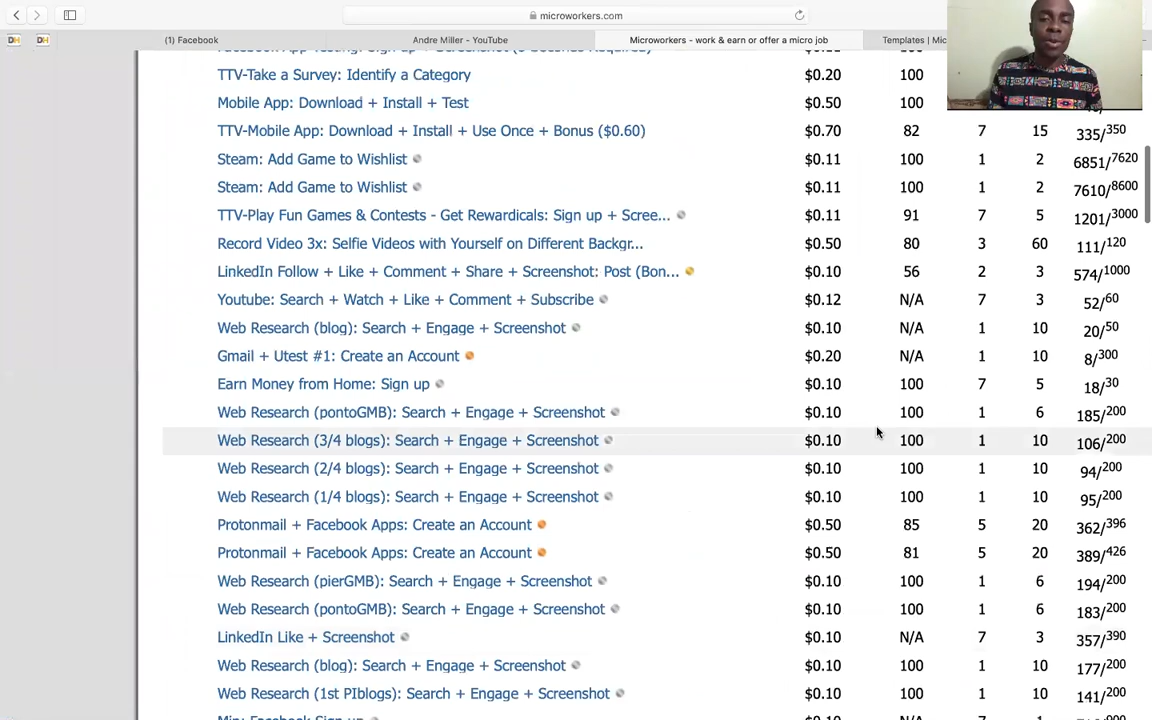 microworkers.com
(1) Facebook
Andre Miller - YouTube
Microworkers - work & earn or offer a micro job
Templates | Mic
TTV-Take a Survey: Identify a Category $0.20 100
Mobile App: Download + Install + Test $0.50 100
TTV-Mobile App: Download + Install + Use Once + Bonus ($0.60) $0.70 82 7 15 335/350
Steam: Add Game to Wishlist $0.11 100 1 2 6851/7620
Steam: Add Game to Wishlist $0.11 100 1 2 7610/8600
TTV-Play Fun Games & Contests - Get Rewardicals: Sign up + Scree... $0.11 91 7 5 1201/3000
Record Video 3x: Selfie Videos with Yourself on Different Backgr... $0.50 80 3 60 111/120
LinkedIn Follow + Like + Comment + Share + Screenshot: Post (Bon... $0.10 56 2 3 574/1000
Youtube: Search + Watch + Like + Comment + Subscribe $0.12 N/A 7 3 52/60
Web Research (blog): Search + Engage + Screenshot $0.10 N/A 1 10 20/50
Gmail + Utest #1: Create an Account $0.20 N/A 1 10 8/300
Earn Money from Home: Sign up $0.10 100 7 5 18/30
Web Research (pontoGMB): Search + Engage + Screenshot $0.10 100 1 6 185/200
Web Research (3/4 blogs): Search + Engage + Screenshot $0.10 100 1 10 106/200
Web Research (2/4 blogs): Search + Engage + Screenshot $0.10 100 1 10 94/200
Web Research (1/4 blogs): Search + Engage + Screenshot $0.10 100 1 10 95/200
Protonmail + Facebook Apps: Create an Account $0.50 85 5 20 362/396
Protonmail + Facebook Apps: Create an Account $0.50 81 5 20 389/426
Web Research (pierGMB): Search + Engage + Screenshot $0.10 100 1 6 194/200
Web Research (pontoGMB): Search + Engage + Screenshot $0.10 100 1 6 183/200
LinkedIn Like + Screenshot $0.10 N/A 7 3 357/390
Web Research (blog): Search + Engage + Screenshot $0.10 100 1 10 177/200
Web Research (1st PIblogs): Search + Engage + Screenshot $0.10 100 1 10 141/200